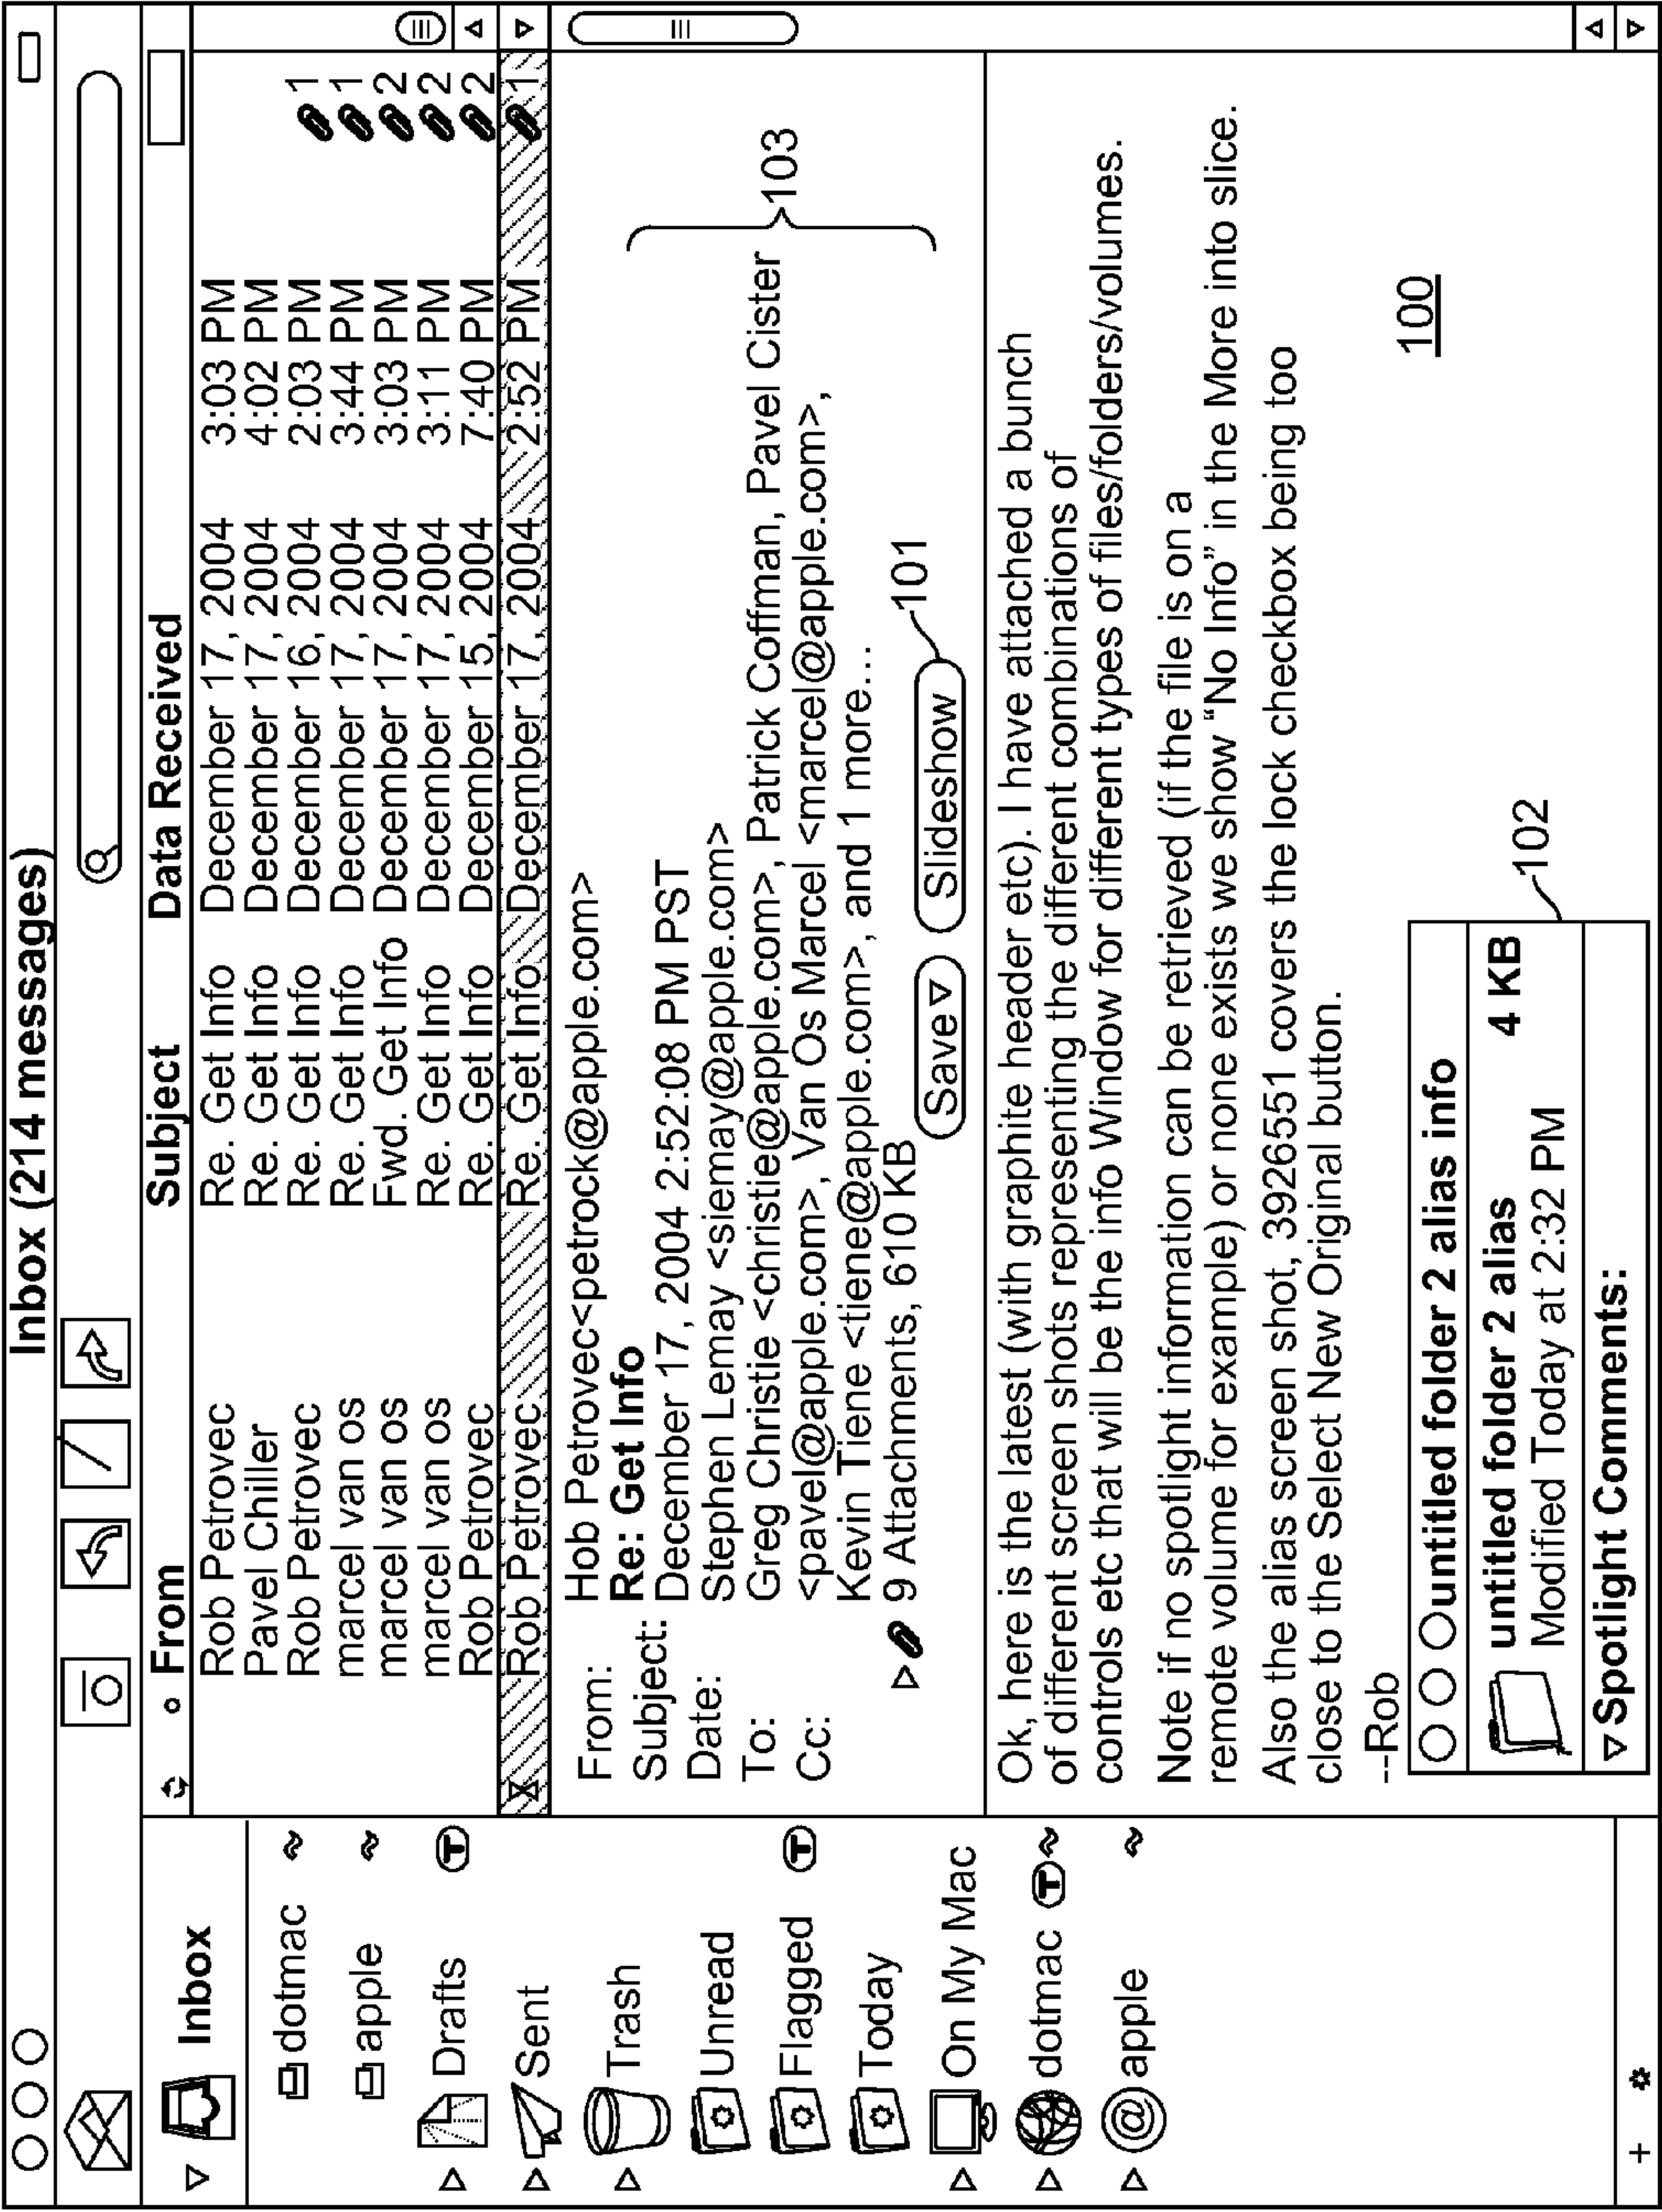 Inbox (214 messages)
From Subject Data Received
Rob Petrovec Re. Get Info December 17, 2004 3:03 PM
Pavel Chiller Re. Get Info December 17, 2004 4:02 PM
Rob Petrovec Re. Get Info December 16, 2004 2:03 PM 1
marcel van os Re. Get Info December 17, 2004 3:44 PM 1
marcel van os Fwd. Get Info December 17, 2004 3:03 PM 2
marcel van os Re. Get Info December 17, 2004 3:11 PM 2
Rob Petrovec Re. Get Info December 15, 2004 7:40 PM 2
Rob Petrovec Re. Get Info December 17, 2004 2:52 PM 1
Inbox
dotmac
apple
Drafts
Sent
Trash
Unread
Flagged
Today
On My Mac
dotmac
@ apple
From: Hob Petrovec<petrock@apple.com>
Subject: Re: Get Info
Date: December 17, 2004 2:52:08 PM PST
To: Stephen Lemay <siemay@apple.com>
Cc: Greg Christie <christie@apple.com>, Patrick Coffman, Pavel Cister
<pavel@apple.com>, Van Os Marcel <marcel@apple.com>,
Kevin Tiene <tiene@apple.com>, and 1 more...
103
9 Attachments, 610 KB
Save Slideshow 101
Ok, here is the latest (with graphite header etc). I have attached a bunch
of different screen shots representing the different combinations of
controls etc that will be the info Window for different types of files/folders/volumes.
Note if no spotlight information can be retrieved (if the file is on a
remote volume for example) or none exists we show “No Info” in the More into slice.
Also the alias screen shot, 3926551 covers the lock checkbox being too
close to the Select New Original button.
--Rob
untitled folder 2 alias info
untitled folder 2 alias 4 KB
Modified Today at 2:32 PM
Spotlight Comments:
102
100